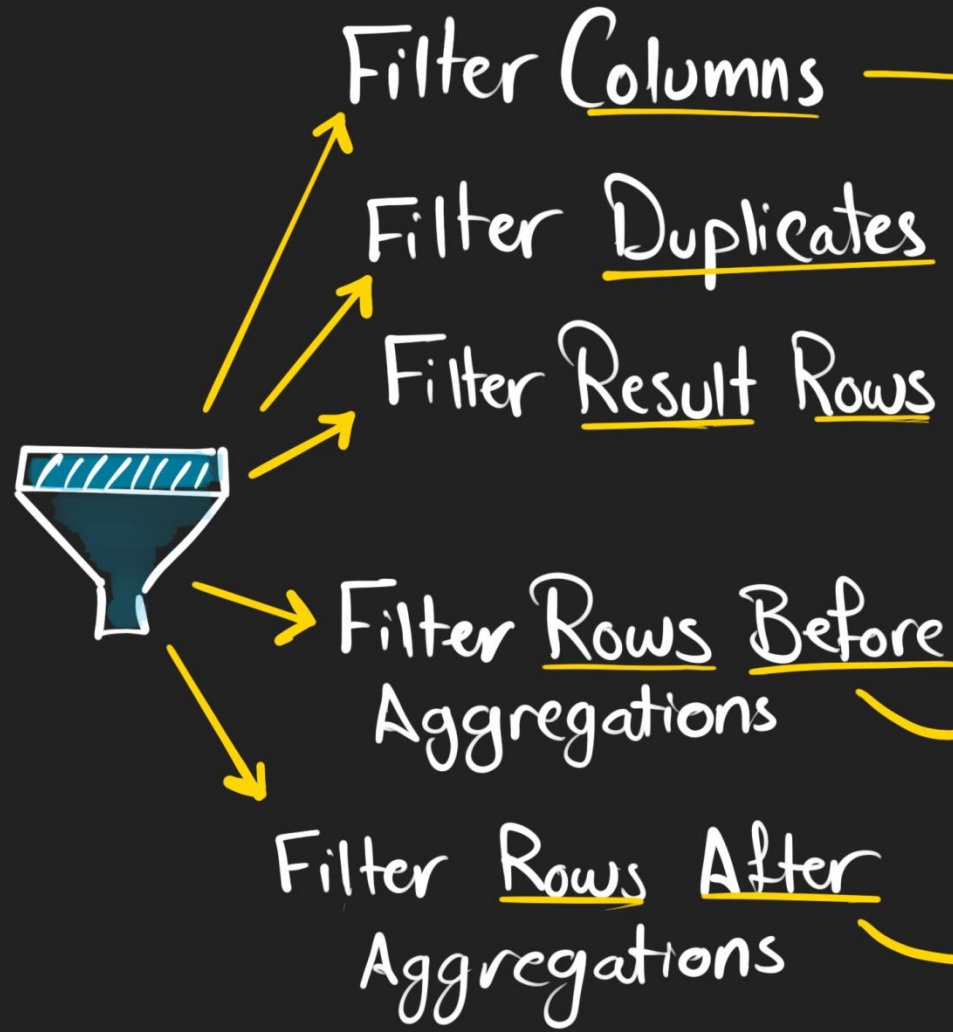 Filter Columns
Filter Duplicates
Filter Result Rows
Filter Rows Before
Aggregations
Filter Rows After
Aggregations